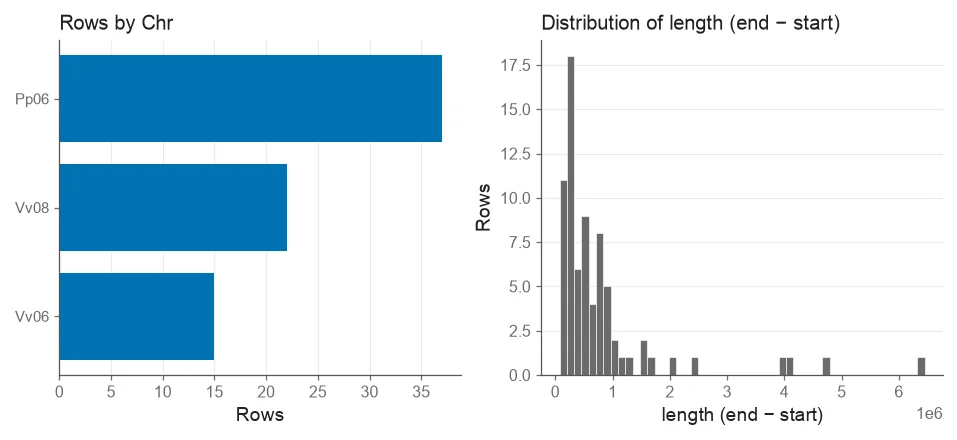 Rows by Chr
Pp06
Vv08
Vv06
0 5 10 15 20 25 30 35
Rows
Distribution of length (end − start)
Rows
17.5
15.0
12.5
10.0
7.5
5.0
2.5
0.0
0 1 2 3 4 5 6
1e6
length (end − start)